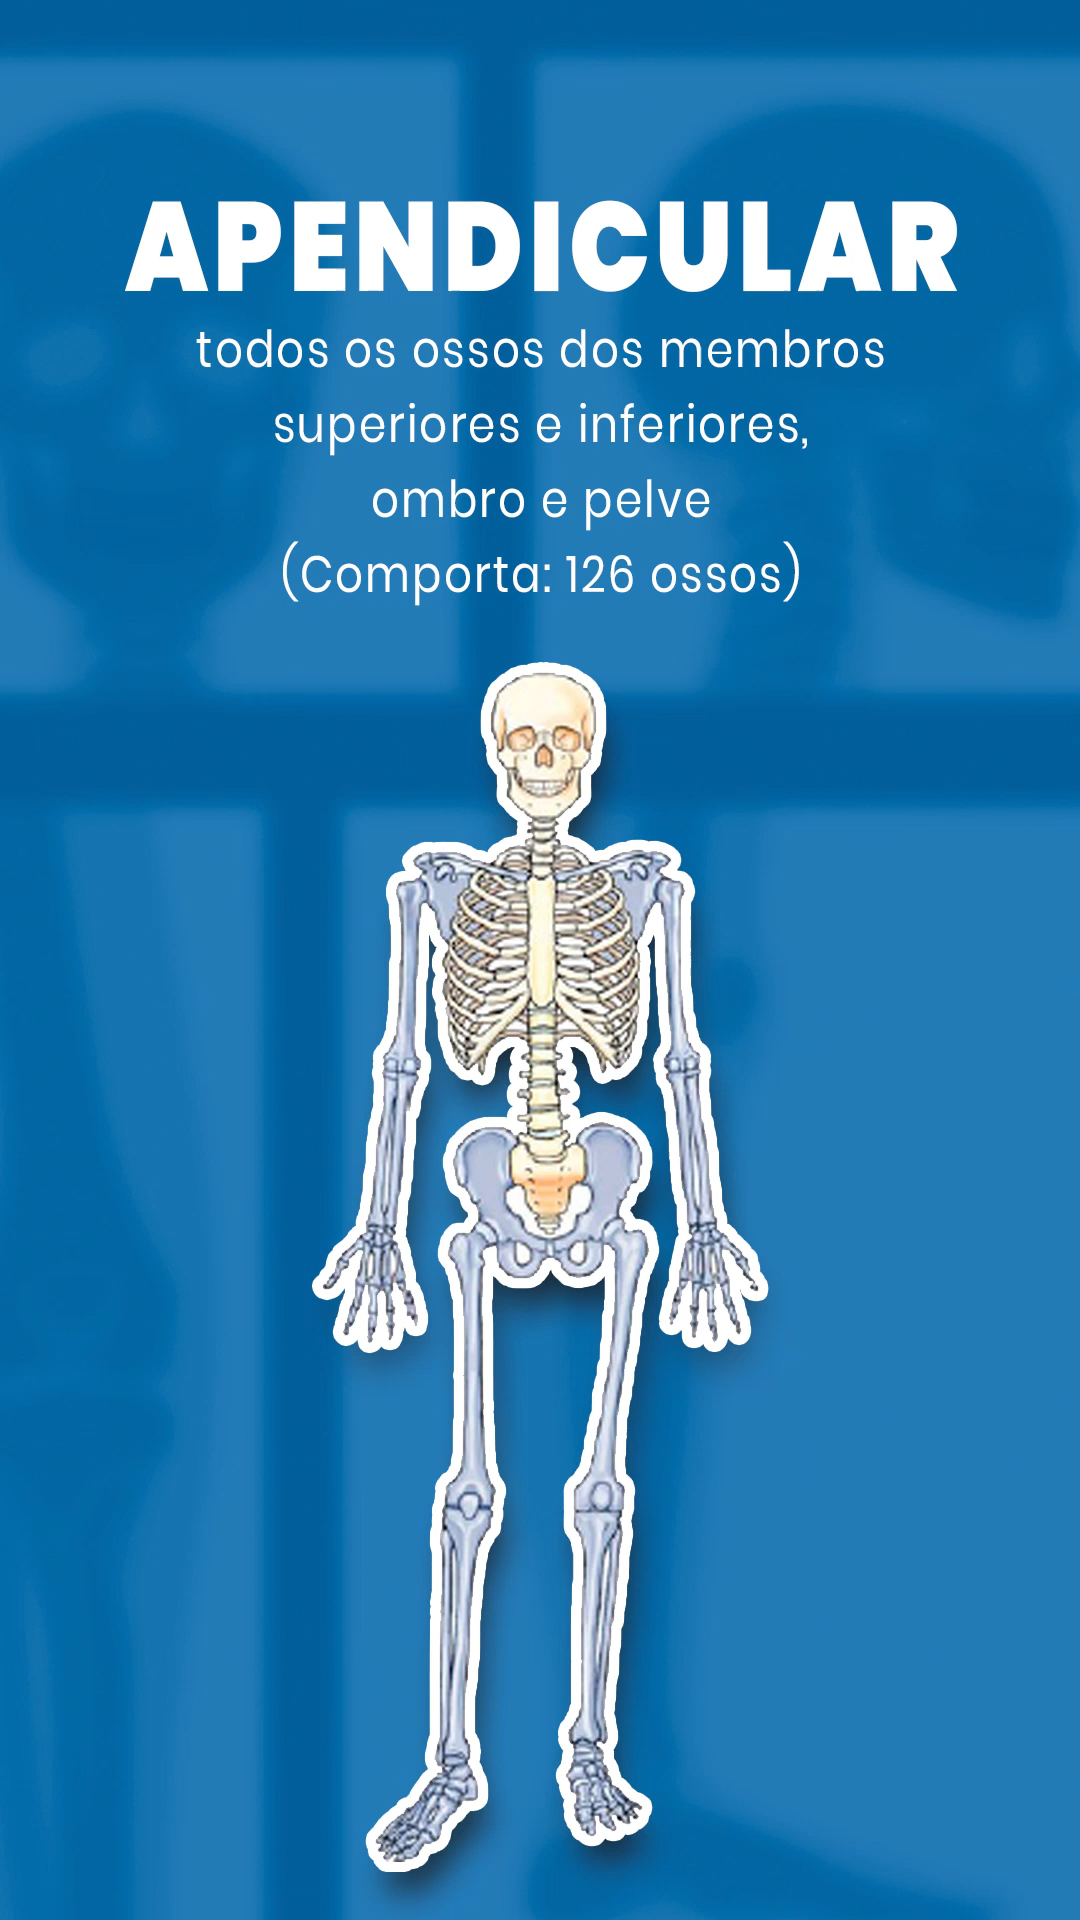 APENDICULAR
todos os ossos dos membros
superiores e inferiores,
ombro e pelve
(Comporta: 126 ossos)